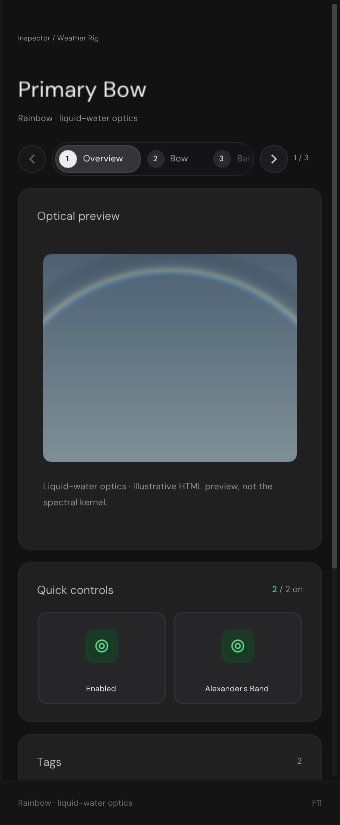 Inspector / Weather Rig
Primary Bow
Rainbow · liquid-water optics
1 Overview 2 Bow 3 1 / 3
Optical preview
Liquid-water optics · illustrative HTML preview, not the
spectral kernel.
Quick controls 2 / 2 on
Enabled Alexander's Band
Tags 2
Rainbow · liquid-water optics F11